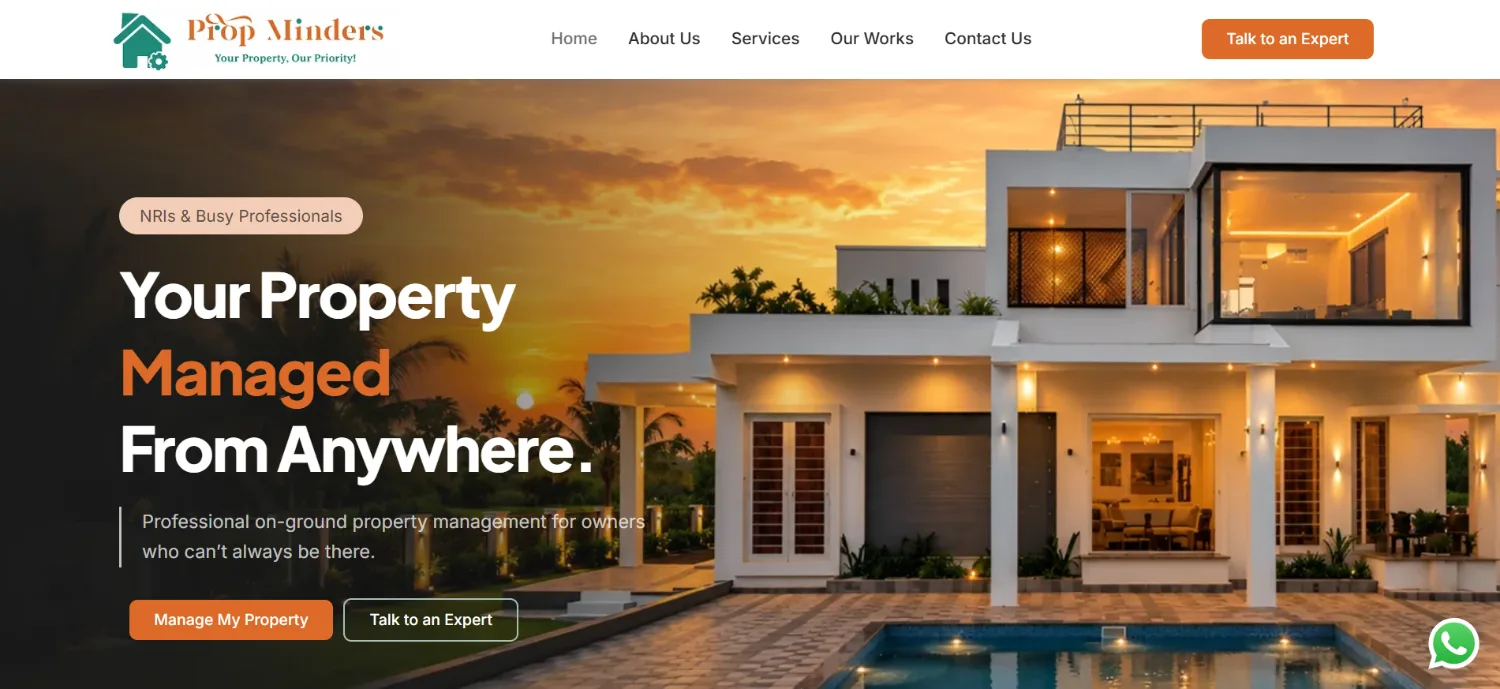 Prop Minders
Your Property, Our Priority!
Home
About Us
Services
Our Works
Contact Us
Talk to an Expert
NRIs & Busy Professionals
Your Property
Managed
From Anywhere.
Professional on-ground property management for owners
who can’t always be there.
Manage My Property
Talk to an Expert